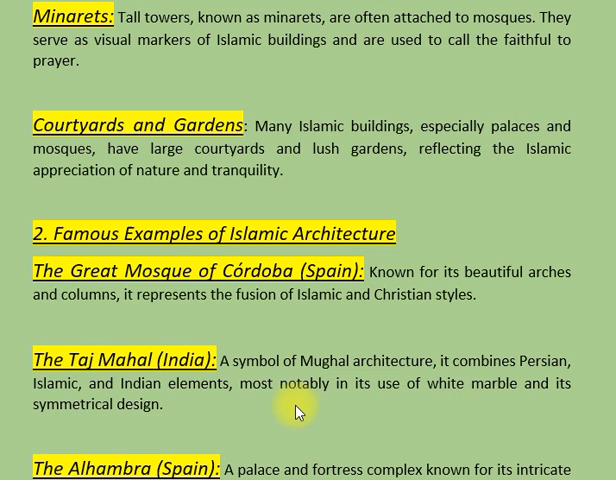 Minarets: Tall towers, known as minarets, are often attached to mosques. They
serve as visual markers of Islamic buildings and are used to call the faithful to
prayer.
Courtyards and Gardens: Many Islamic buildings, especially palaces and
mosques, have large courtyards and lush gardens, reflecting the Islamic
appreciation of nature and tranquility.
2. Famous Examples of Islamic Architecture
The Great Mosque of Córdoba (Spain): Known for its beautiful arches
and columns, it represents the fusion of Islamic and Christian styles.
The Taj Mahal (India): A symbol of Mughal architecture, it combines Persian,
Islamic, and Indian elements, most notably in its use of white marble and its
symmetrical design.
The Alhambra (Spain): A palace and fortress complex known for its intricate